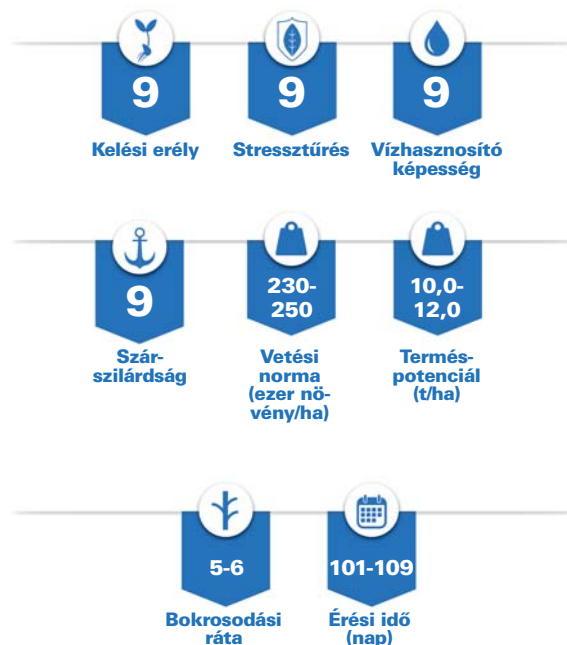 9
Kelési erély
9
Stressztűrés
9
Vízhasznosító
képesség
9
Szár-
szilárdság
230-
250
Vetési
norma
(ezer nö-
vény/ha)
10,0-
12,0
Termés-
potenciál
(t/ha)
5-6
Bokrosodási
ráta
101-109
Érési idő
(nap)